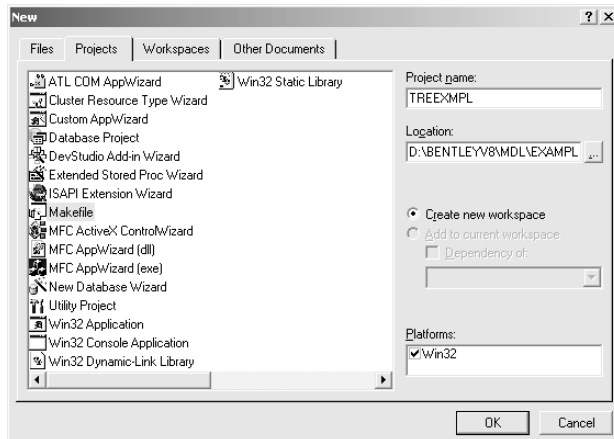 New
Files Projects Workspaces Other Documents
ATL COM AppWizard
Cluster Resource Type Wizard
Custom AppWizard
Database Project
DevStudio Add-in Wizard
Extended Stored Proc Wizard
ISAPI Extension Wizard
Makefile
MFC ActiveX ControlWizard
MFC AppWizard (dll)
MFC AppWizard (exe)
New Database Wizard
Utility Project
Win32 Application
Win32 Console Application
Win32 Dynamic-Link Library
Win32 Static Library
Project name:
TREEXMPL
Location:
D:\BENTLEYV8\MDL\EXAMPL
...
Create new workspace
Add to current workspace
Dependency of:
Platforms:
Win32
OK Cancel